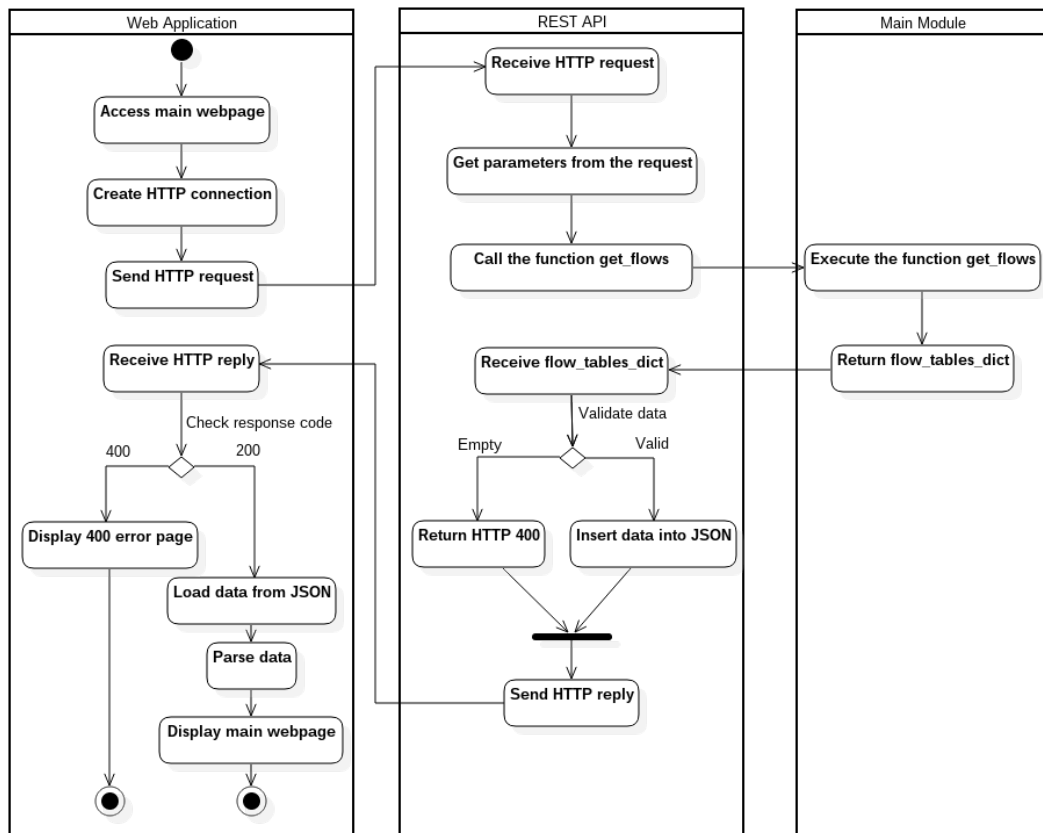 Web Application
REST API
Main Module
Access main webpage
Create HTTP connection
Send HTTP request
Receive HTTP request
Get parameters from the request
Call the function get_flows
Execute the function get_flows
Return flow_tables_dict
Receive flow_tables_dict
Validate data
Empty
Valid
Return HTTP 400
Insert data into JSON
Send HTTP reply
Receive HTTP reply
Check response code
400
200
Display 400 error page
Load data from JSON
Parse data
Display main webpage